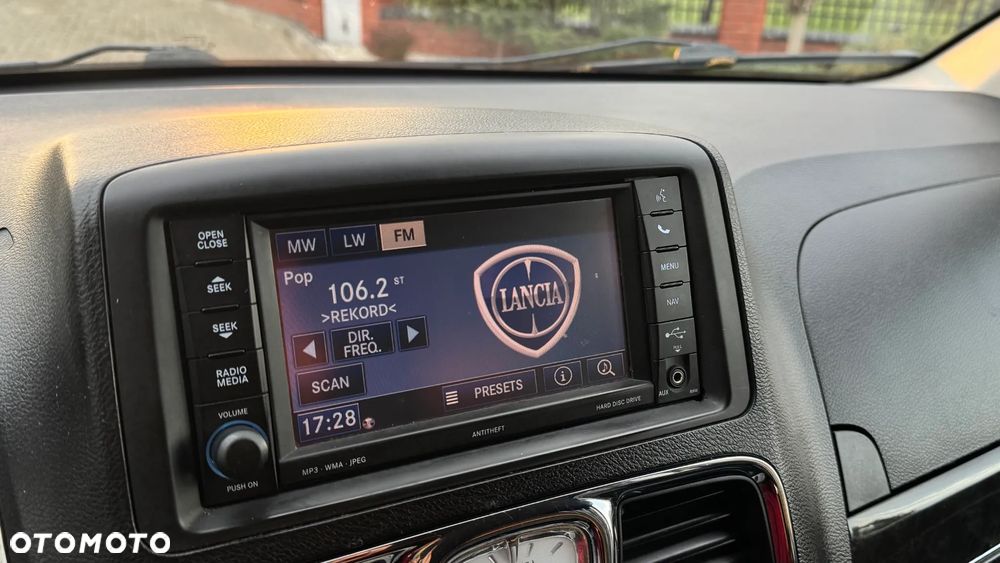 OPEN
CLOSE
SEEK
SEEK
RADIO
MEDIA
VOLUME
PUSH ON
MW
LW
FM
Pop
106.2 ST
>REKORD<
DIR.
FREQ.
SCAN
17:28
PRESETS
LANCIA
MENU
NAV
PULL
AUX
MP3 · WMA · JPEG
ANTITHEFT
HARD DISC DRIVE
OTOMOTO